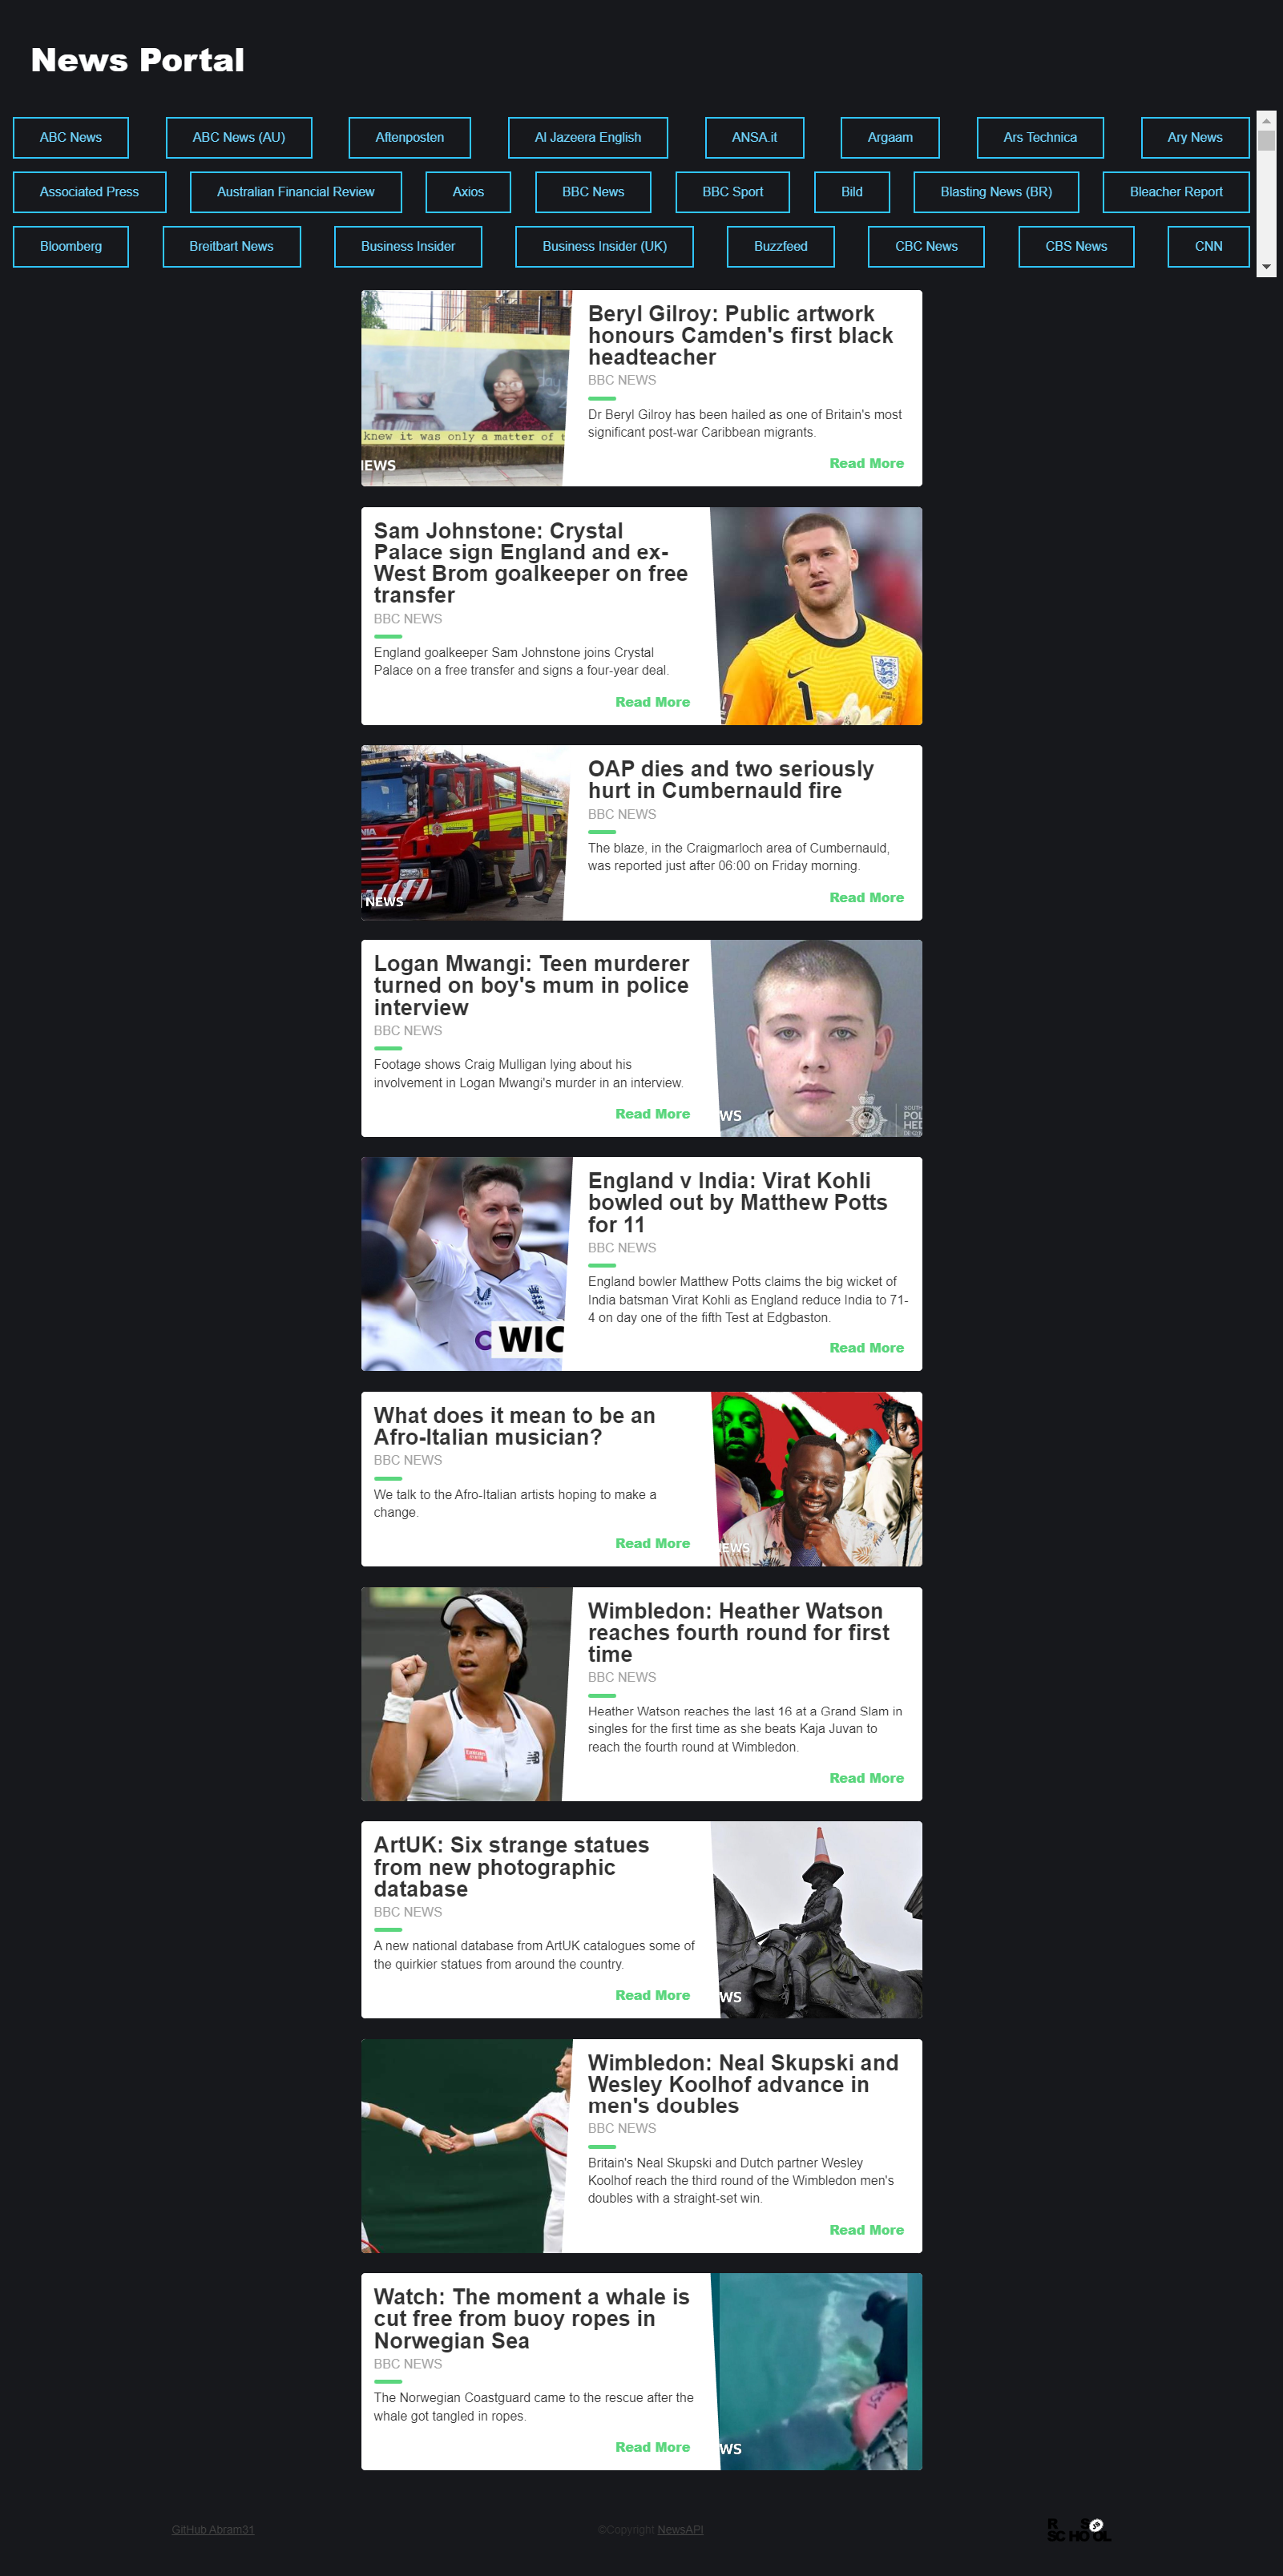 News Portal
ABC News
ABC News (AU)
Aftenposten
Al Jazeera English
ANSA.it
Argaam
Ars Technica
Ary News
Associated Press
Australian Financial Review
Axios
BBC News
BBC Sport
Bild
Blasting News (BR)
Bleacher Report
Bloomberg
Breitbart News
Business Insider
Business Insider (UK)
Buzzfeed
CBC News
CBS News
CNN
knew it was only a matter of t
NEWS
Beryl Gilroy: Public artwork
honours Camden's first black
headteacher
BBC NEWS
Dr Beryl Gilroy has been hailed as one of Britain's most
significant post-war Caribbean migrants.
Read More
Sam Johnstone: Crystal
Palace sign England and ex-
West Brom goalkeeper on free
transfer
BBC NEWS
England goalkeeper Sam Johnstone joins Crystal
Palace on a free transfer and signs a four-year deal.
Read More
1
NEWS
OAP dies and two seriously
hurt in Cumbernauld fire
BBC NEWS
The blaze, in the Craigmarloch area of Cumbernauld,
was reported just after 06:00 on Friday morning.
Read More
Logan Mwangi: Teen murderer
turned on boy's mum in police
interview
BBC NEWS
Footage shows Craig Mulligan lying about his
involvement in Logan Mwangi's murder in an interview.
Read More
WS
WIC
England v India: Virat Kohli
bowled out by Matthew Potts
for 11
BBC NEWS
England bowler Matthew Potts claims the big wicket of
India batsman Virat Kohli as England reduce India to 71-
4 on day one of the fifth Test at Edgbaston.
Read More
What does it mean to be an
Afro-Italian musician?
BBC NEWS
We talk to the Afro-Italian artists hoping to make a
change.
Read More
EWS
Wimbledon: Heather Watson
reaches fourth round for first
time
BBC NEWS
Heather Watson reaches the last 16 at a Grand Slam in
singles for the first time as she beats Kaja Juvan to
reach the fourth round at Wimbledon.
Read More
ArtUK: Six strange statues
from new photographic
database
BBC NEWS
A new national database from ArtUK catalogues some of
the quirkier statues from around the country.
Read More
WS
Wimbledon: Neal Skupski and
Wesley Koolhof advance in
men's doubles
BBC NEWS
Britain's Neal Skupski and Dutch partner Wesley
Koolhof reach the third round of the Wimbledon men's
doubles with a straight-set win.
Read More
Watch: The moment a whale is
cut free from buoy ropes in
Norwegian Sea
BBC NEWS
The Norwegian Coastguard came to the rescue after the
whale got tangled in ropes.
Read More
WS
GitHub Abram31
©Copyright NewsAPI
R S
SCHOOL